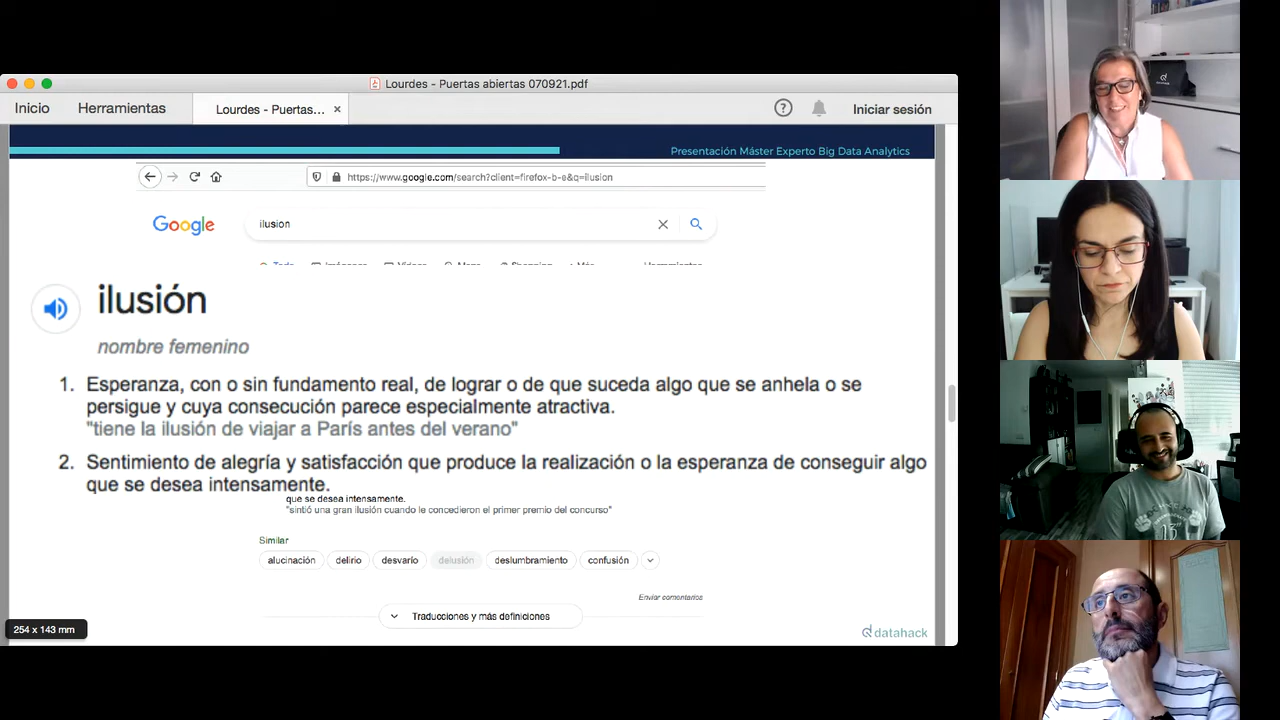 Lourdes - Puertas abiertas 070921.pdf
Inicio Herramientas Lourdes - Puertas... × ? Iniciar sesión
Presentación Máster Experto Big Data Analytics
https://www.google.com/search?client=firefox-b-e&q=ilusion
Google ilusion
ilusión
nombre femenino
1. Esperanza, con o sin fundamento real, de lograr o de que suceda algo que se anhela o se
persigue y cuya consecución parece especialmente atractiva.
"tiene la ilusión de viajar a París antes del verano"
2. Sentimiento de alegría y satisfacción que produce la realización o la esperanza de conseguir algo
que se desea intensamente.
que se desea intensamente.
"sintió una gran ilusión cuando le concedieron el primer premio del concurso"
Similar
alucinación delirio desvarío delusión deslumbramiento confusión
Enviar comentarios
Traducciones y más definiciones
254 x 143 mm
datahack